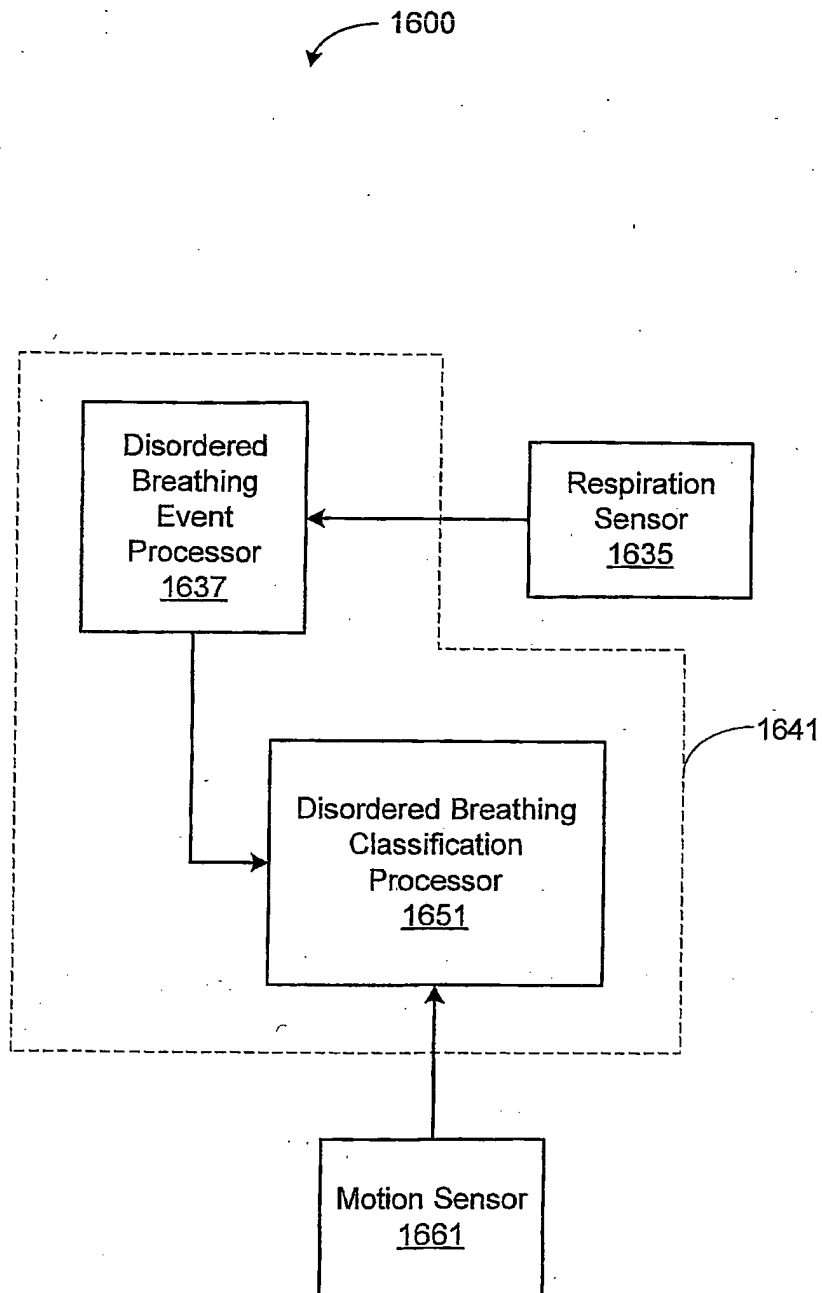 1600
Disordered
Breathing
Event
Processor
1637
Respiration
Sensor
1635
1641
Disordered Breathing
Classification
Processor
1651
Motion Sensor
1661